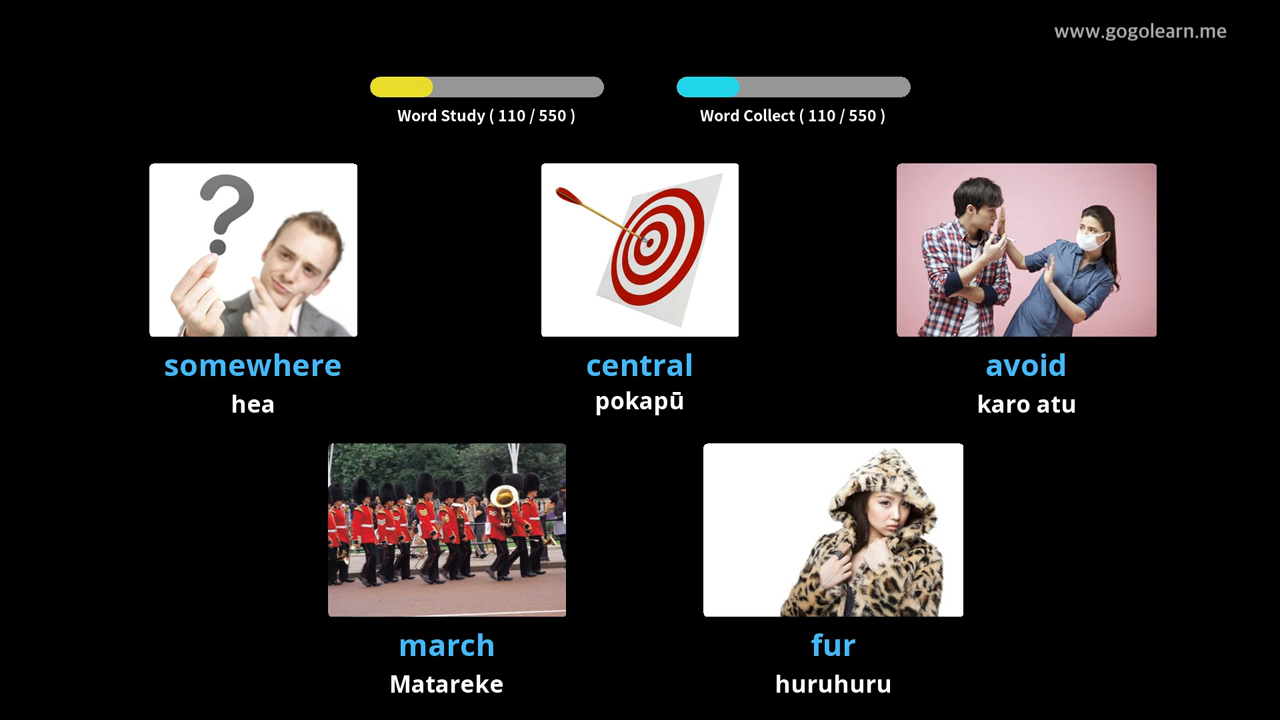 www.gogolearn.me
Word Study ( 110 / 550 )
Word Collect ( 110 / 550 )
somewhere
hea
central
pokapū
avoid
karo atu
march
Matareke
fur
huruhuru